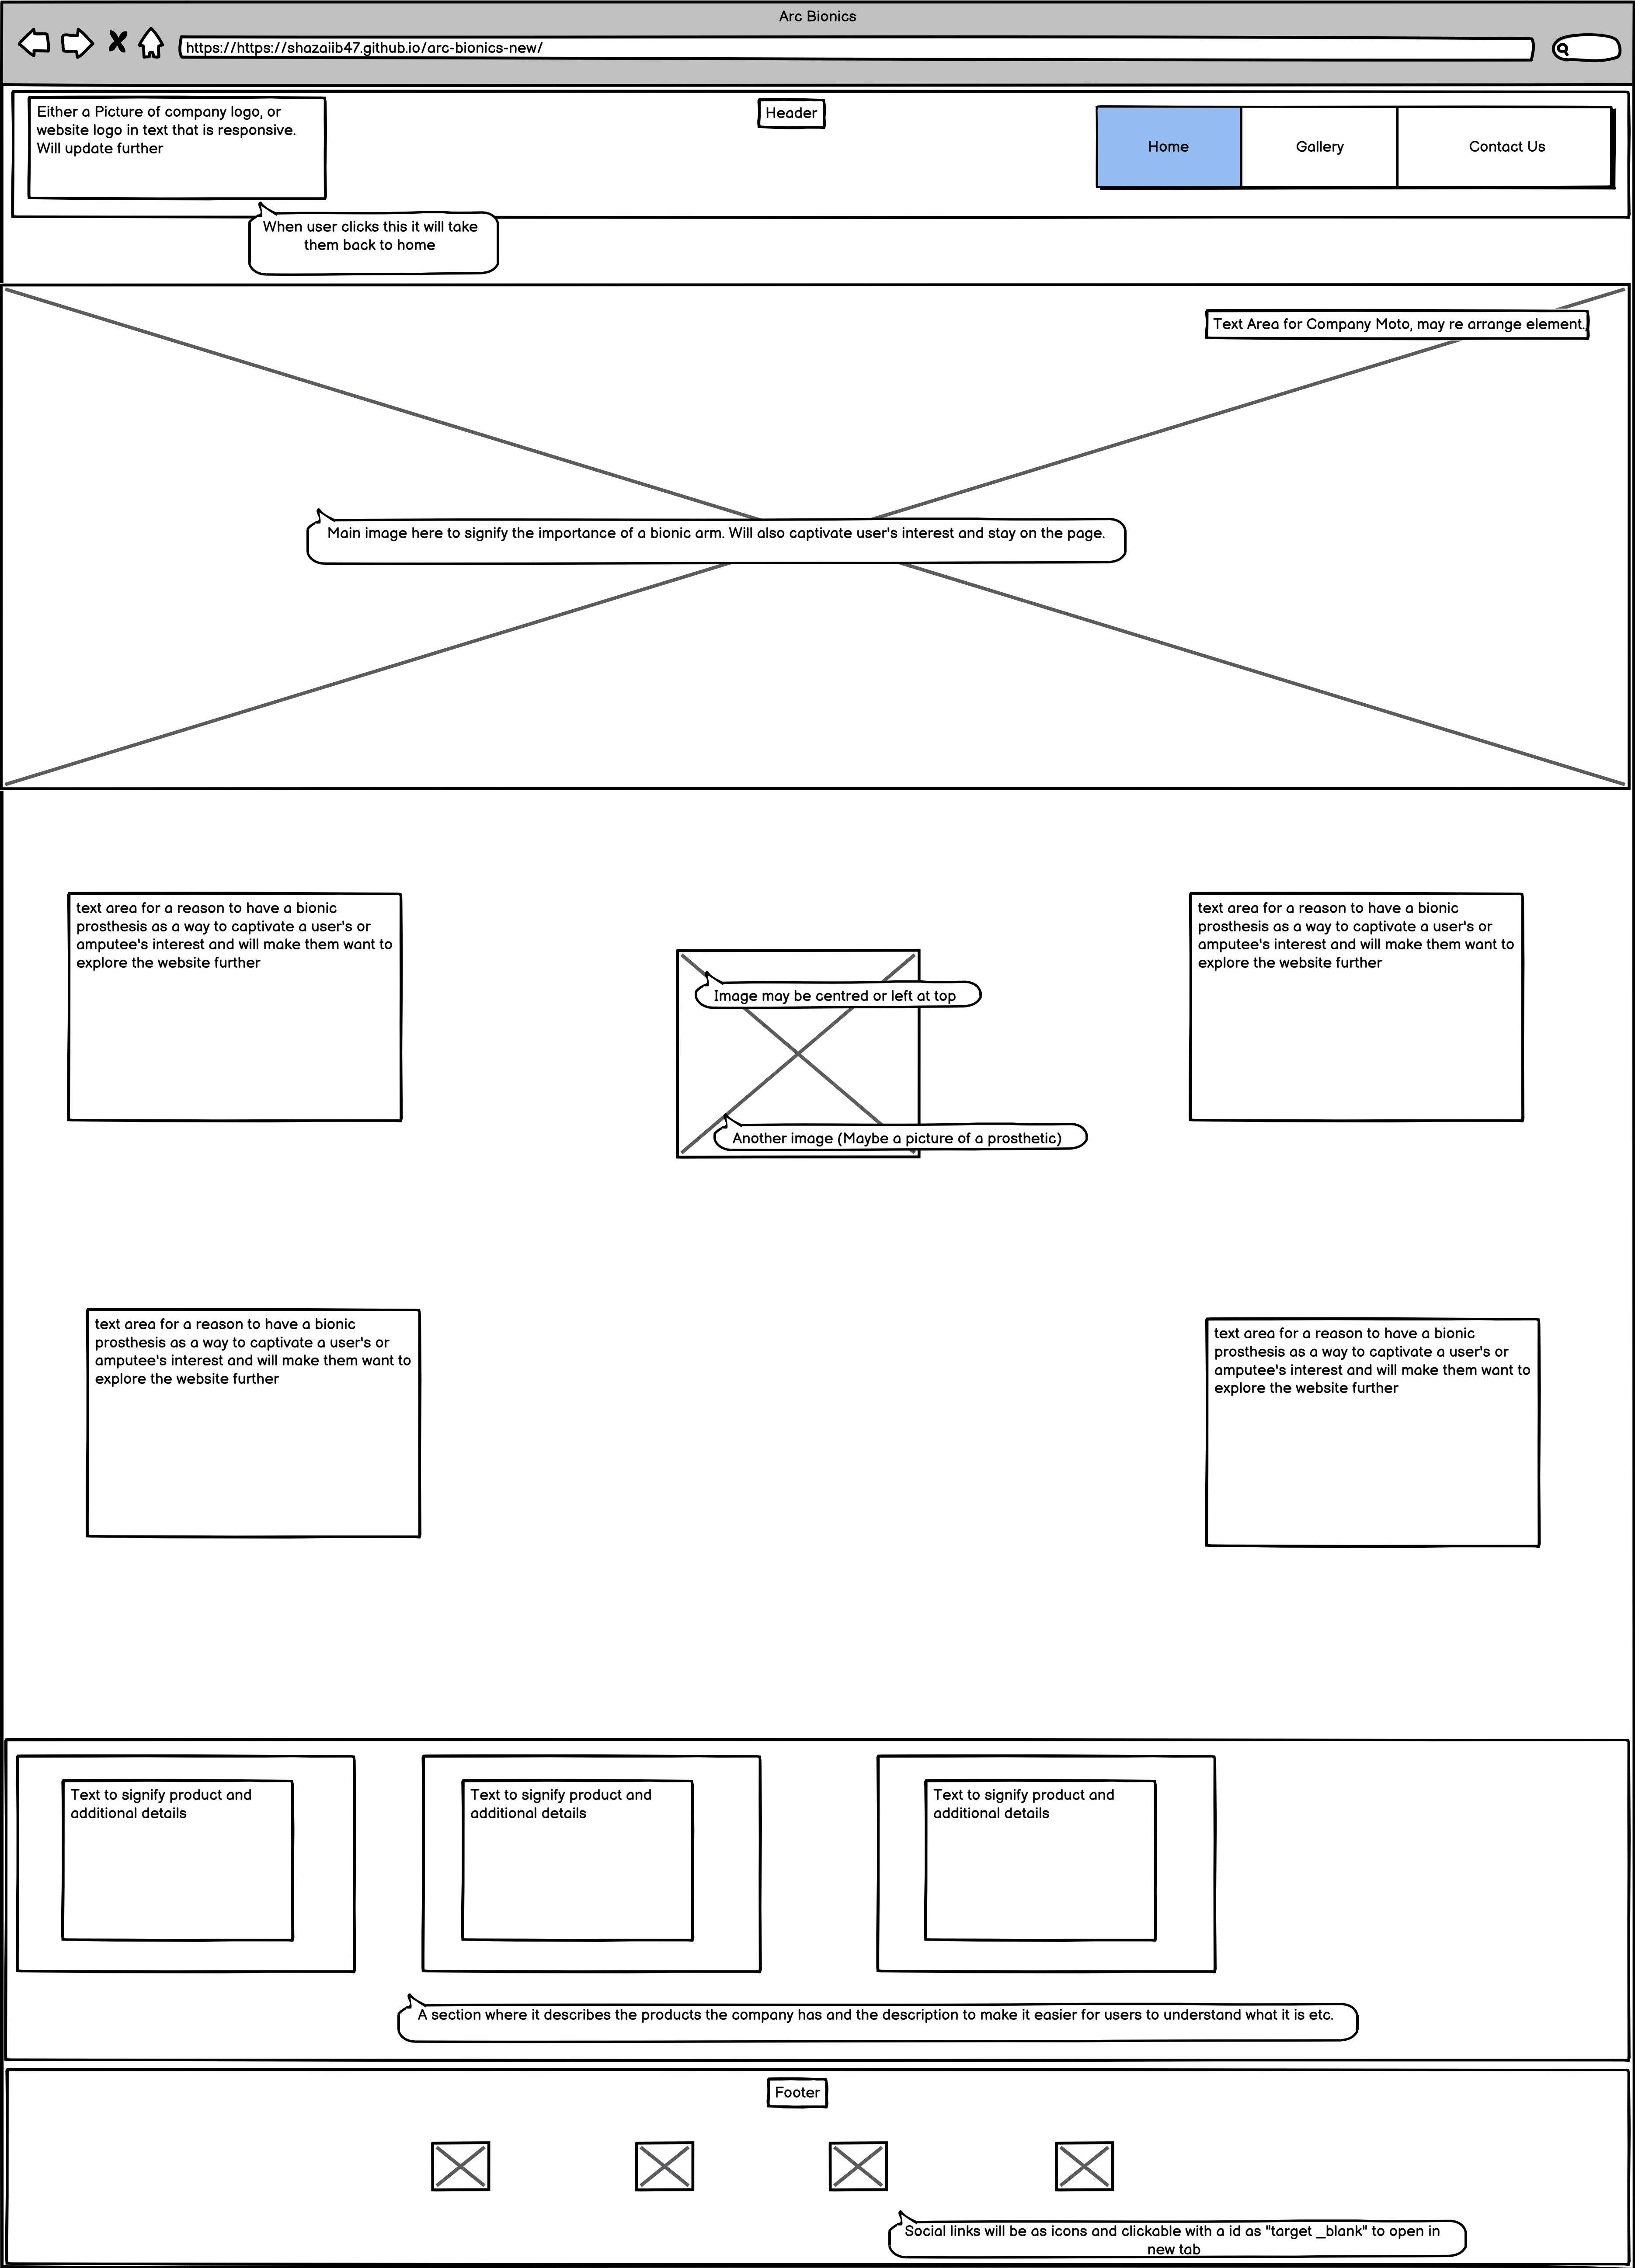 Arc Bionics
https://https://shazaiib47.github.io/arc-bionics-new/
Either a Picture of company logo, or
website logo in text that is responsive.
Will update further
Header
Home
Gallery
Contact Us
When user clicks this it will take
them back to home
Text Area for Company Moto, may re arrange element.
Main image here to signify the importance of a bionic arm. Will also captivate user's interest and stay on the page.
text area for a reason to have a bionic
prosthesis as a way to captivate a user's or
amputee's interest and will make them want to
explore the website further
Image may be centred or left at top
Another image (Maybe a picture of a prosthetic)
text area for a reason to have a bionic
prosthesis as a way to captivate a user's or
amputee's interest and will make them want to
explore the website further
text area for a reason to have a bionic
prosthesis as a way to captivate a user's or
amputee's interest and will make them want to
explore the website further
text area for a reason to have a bionic
prosthesis as a way to captivate a user's or
amputee's interest and will make them want to
explore the website further
Text to signify product and
additional details
Text to signify product and
additional details
Text to signify product and
additional details
A section where it describes the products the company has and the description to make it easier for users to understand what it is etc.
Footer
Social links will be as icons and clickable with a id as "target _blank" to open in
new tab